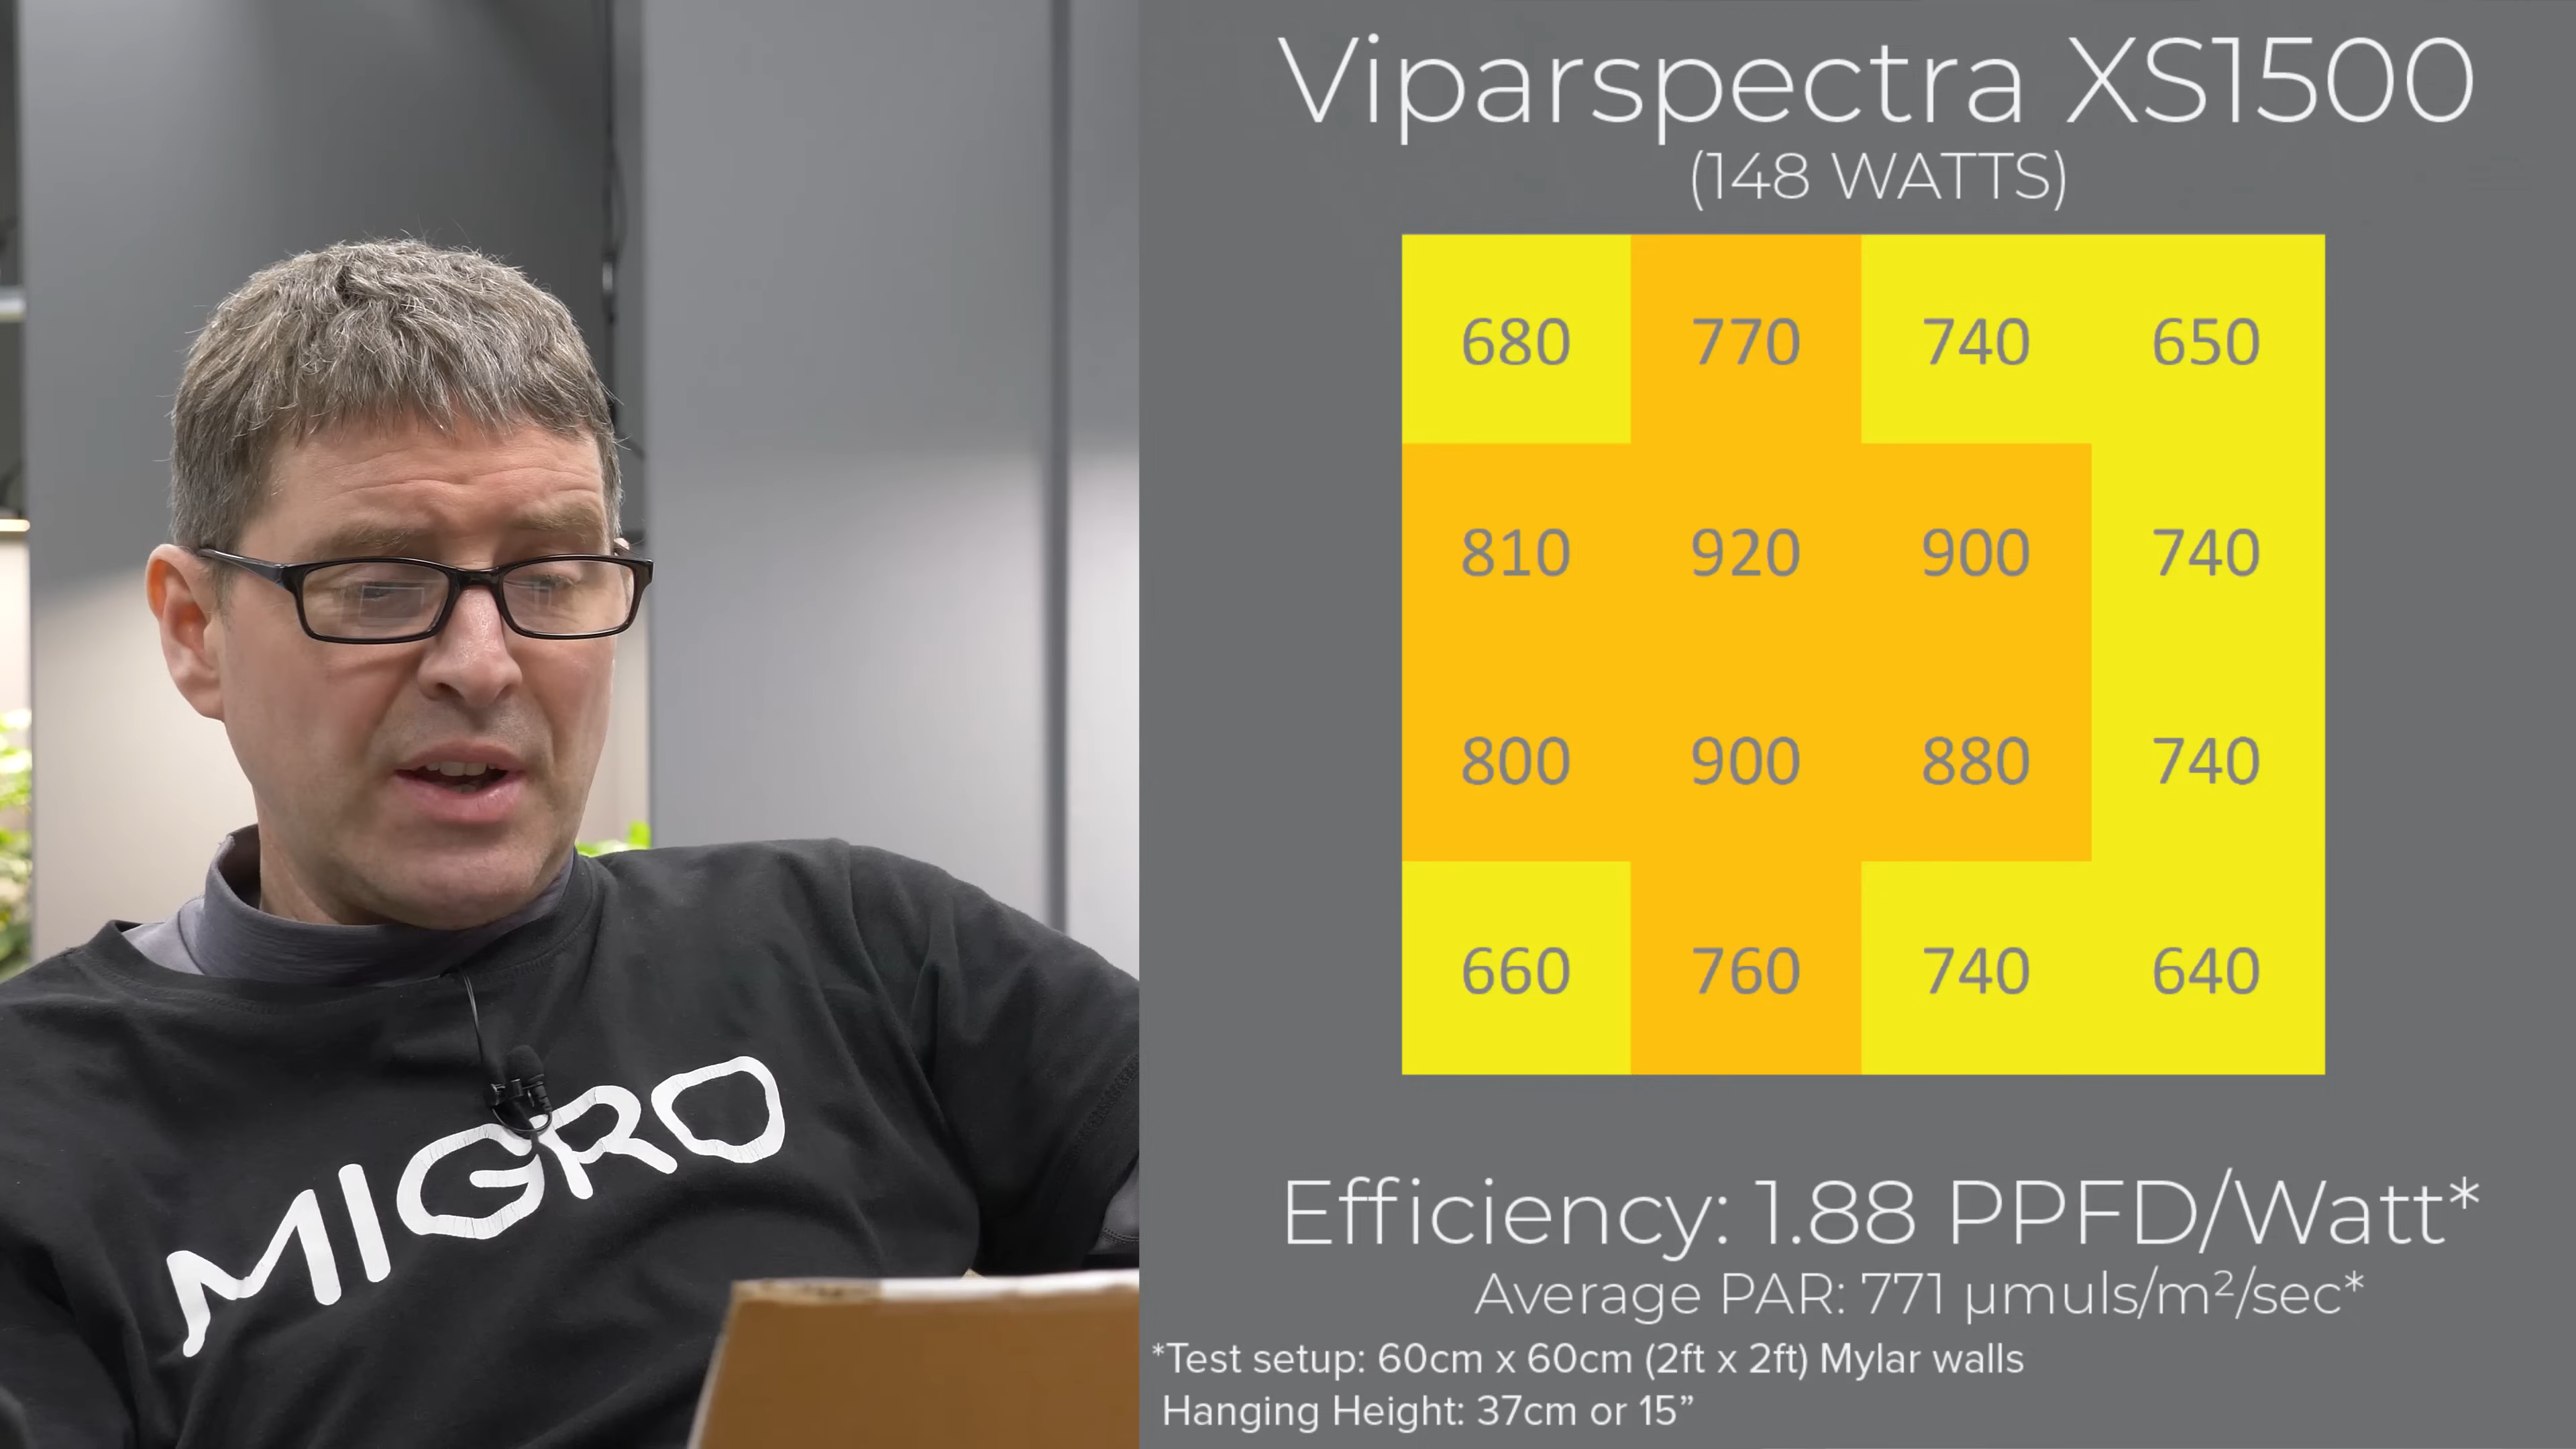 Viparspectra XS1500
(148 WATTS)
680 770 740 650
810 920 900 740
800 900 880 740
660 760 740 640
Efficiency: 1.88 PPFD/Watt*
Average PAR: 771 µmuls/m²/sec*
*Test setup: 60cm x 60cm (2ft x 2ft) Mylar walls
Hanging Height: 37cm or 15”
MIGRO